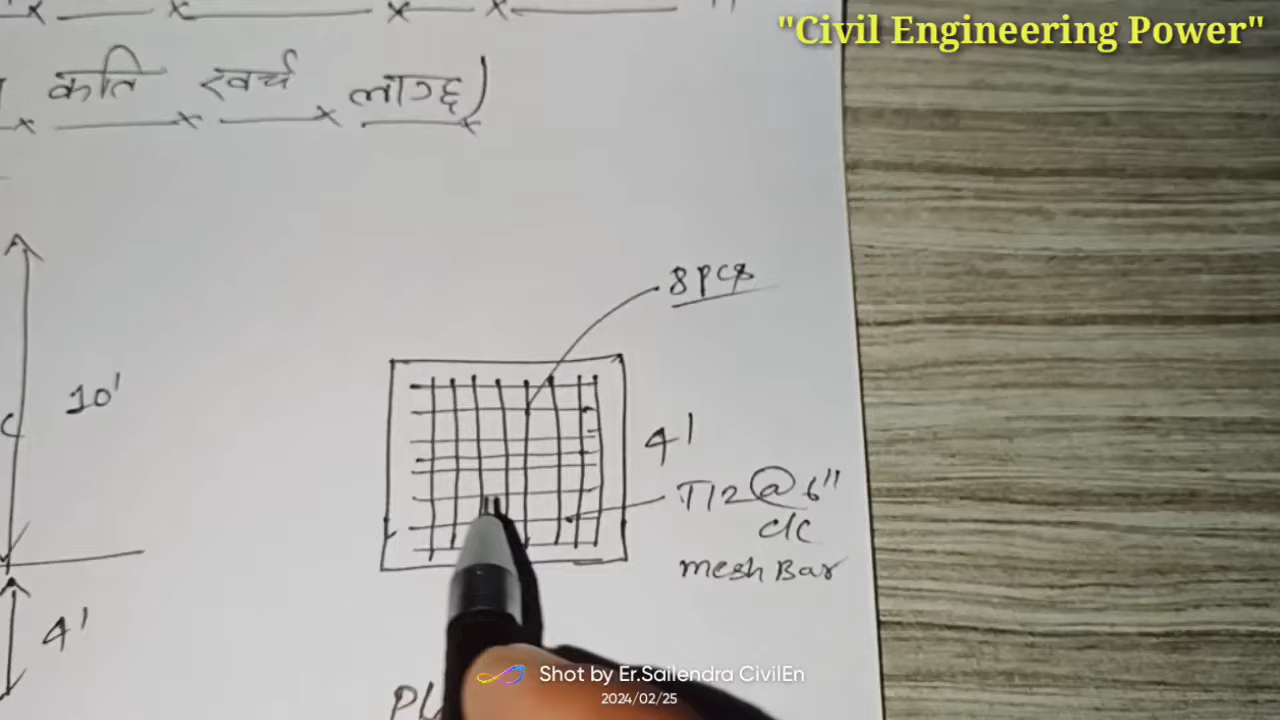 "Civil Engineering Power"
कति खर्च लाग्छ)
8 pcs
10'
4'
T12 @ 6"
c/c
mesh Bar
4'
Shot by Er.Sailendra CivilEn
2024/02/25